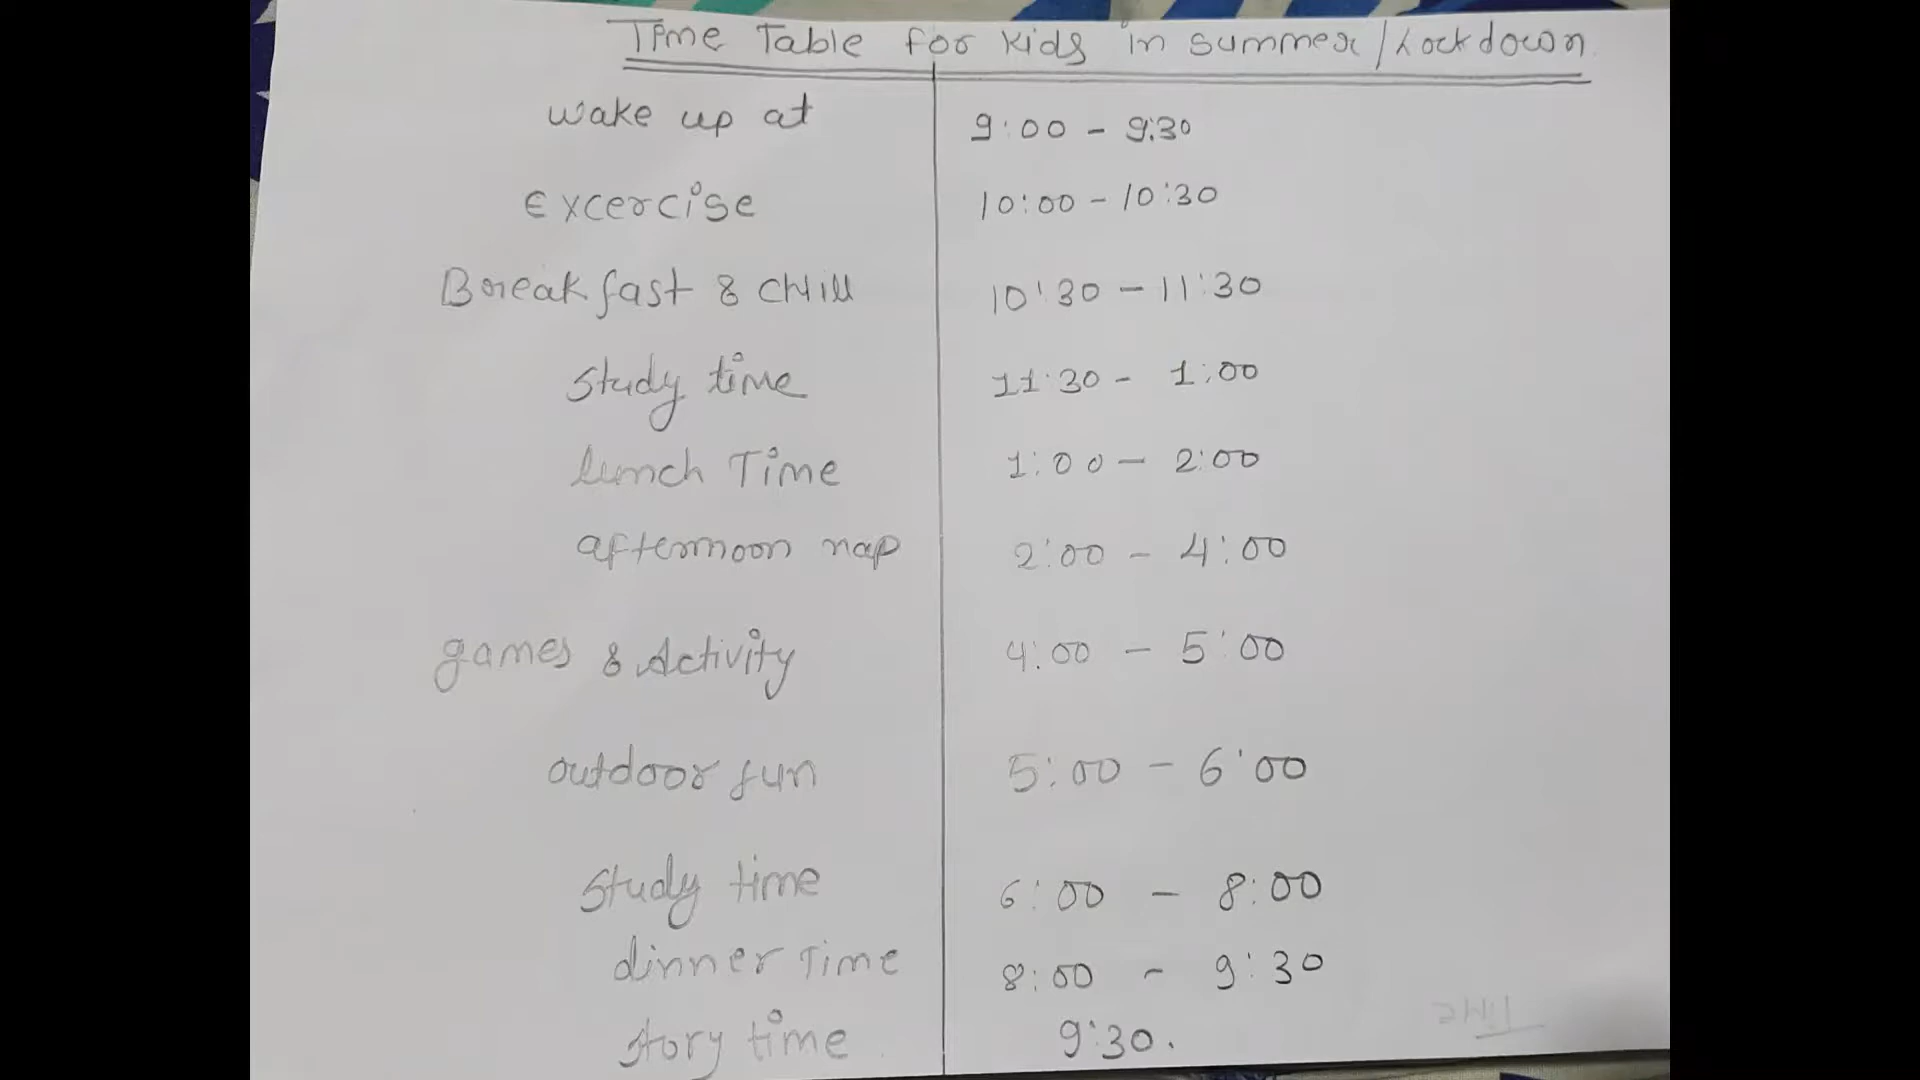 Time Table for kids in summer/Lockdown
wake up at 9:00 - 9:30
Excercise 10:00 - 10:30
Breakfast & CHill 10:30 - 11:30
Study time 11:30 - 1:00
lunch Time 1:00 - 2:00
afternoon nap 2:00 - 4:00
games & Activity 4:00 - 5:00
outdoor fun 5:00 - 6:00
Study time 6:00 - 8:00
dinner Time 8:00 - 9:30
story time 9:30.